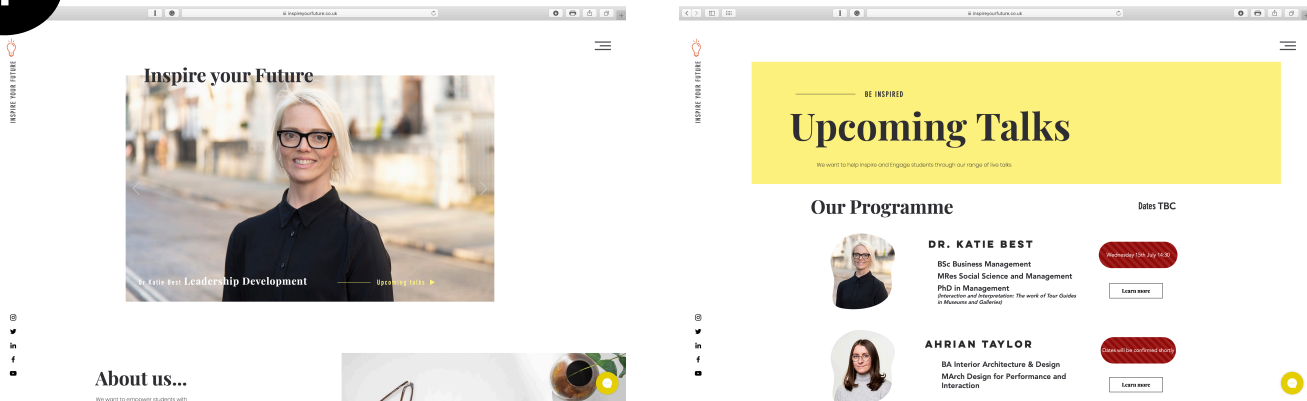 inspireyourfuture.co.uk
INSPIRE YOUR FUTURE
Inspire your Future
Dr Katie Best Leadership Development
Upcoming talks
About us...
We want to empower students with
inspireyourfuture.co.uk
INSPIRE YOUR FUTURE
BE INSPIRED
Upcoming Talks
We want to help Inspire and Engage students through our range of live talks
Our Programme
Dates TBC
DR. KATIE BEST
BSc Business Management
MRes Social Science and Management
PhD in Management
(Interaction and Interpretation: The work of Tour Guides
in Museums and Galleries)
Wednesday 15th July 14:30
Learn more
AHRIAN TAYLOR
BA Interior Architecture & Design
MArch Design for Performance and
Interaction
Dates will be confirmed shortly
Learn more